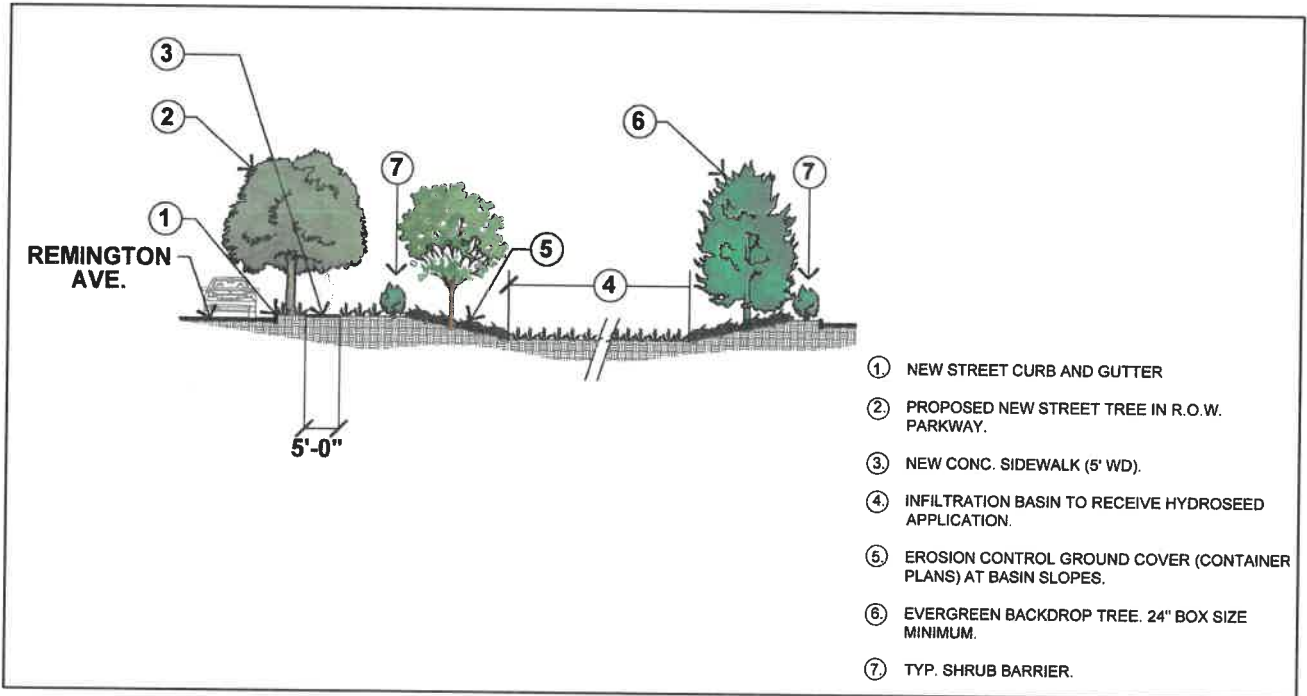 3
2
6
7
7
1
REMINGTON
AVE.
5
4
5'-0"
1. NEW STREET CURB AND GUTTER
2. PROPOSED NEW STREET TREE IN R.O.W.
PARKWAY.
3. NEW CONC. SIDEWALK (5' WD).
4. INFILTRATION BASIN TO RECEIVE HYDROSEED
APPLICATION.
5. EROSION CONTROL GROUND COVER (CONTAINER
PLANS) AT BASIN SLOPES.
6. EVERGREEN BACKDROP TREE. 24" BOX SIZE
MINIMUM.
7. TYP. SHRUB BARRIER.